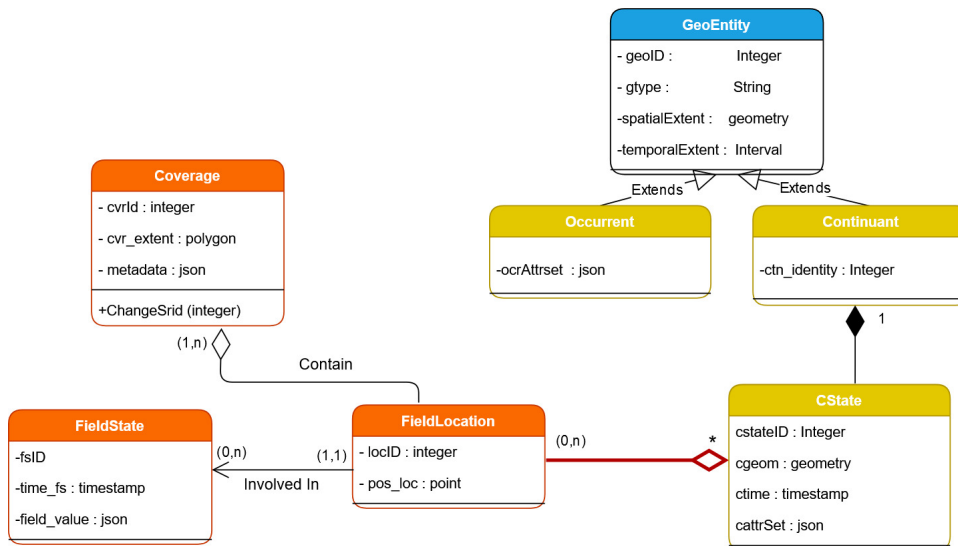 GeoEntity
- geoID : Integer
- gtype : String
-spatialExtent : geometry
-temporalExtent : Interval
Extends
Extends
Coverage
- cvrId : integer
- cvr_extent : polygon
- metadata : json
+ChangeSrid (integer)
Occurrent
-ocrAttrset : json
Continuant
-ctn_identity : Integer
1
(1,n)
Contain
FieldState
-fsID
-time_fs : timestamp
-field_value : json
(0,n)
(1,1)
Involved In
FieldLocation
- locID : integer
- pos_loc : point
(0,n)
*
CState
cstateID : Integer
cgeom : geometry
ctime : timestamp
cattrSet : json